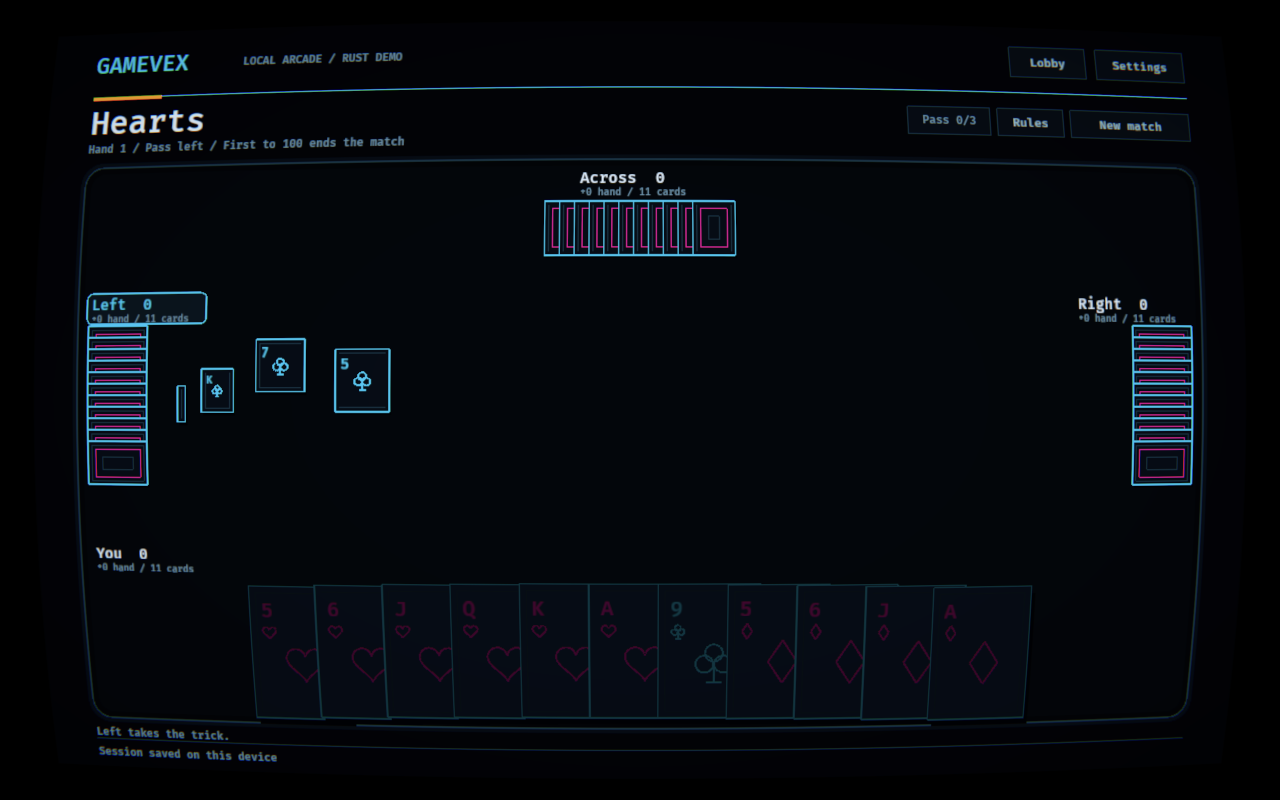 GAMEVEX
LOCAL ARCADE / RUST DEMO
Lobby
Settings
Hearts
Hand 1 / Pass left / First to 100 ends the match
Pass 0/3
Rules
New match
Across 0
+0 hand / 11 cards
Left 0
+0 hand / 11 cards
Right 0
+0 hand / 11 cards
K
7
5
You 0
+0 hand / 11 cards
5
6
J
Q
K
A
9
5
6
J
A
Left takes the trick.
Session saved on this device